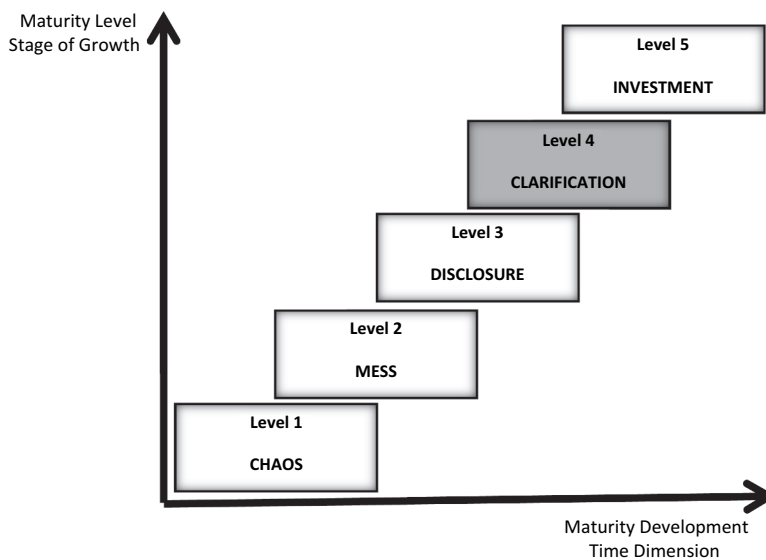 Maturity Level
Stage of Growth
Level 5
INVESTMENT
Level 4
CLARIFICATION
Level 3
DISCLOSURE
Level 2
MESS
Level 1
CHAOS
Maturity Development
Time Dimension